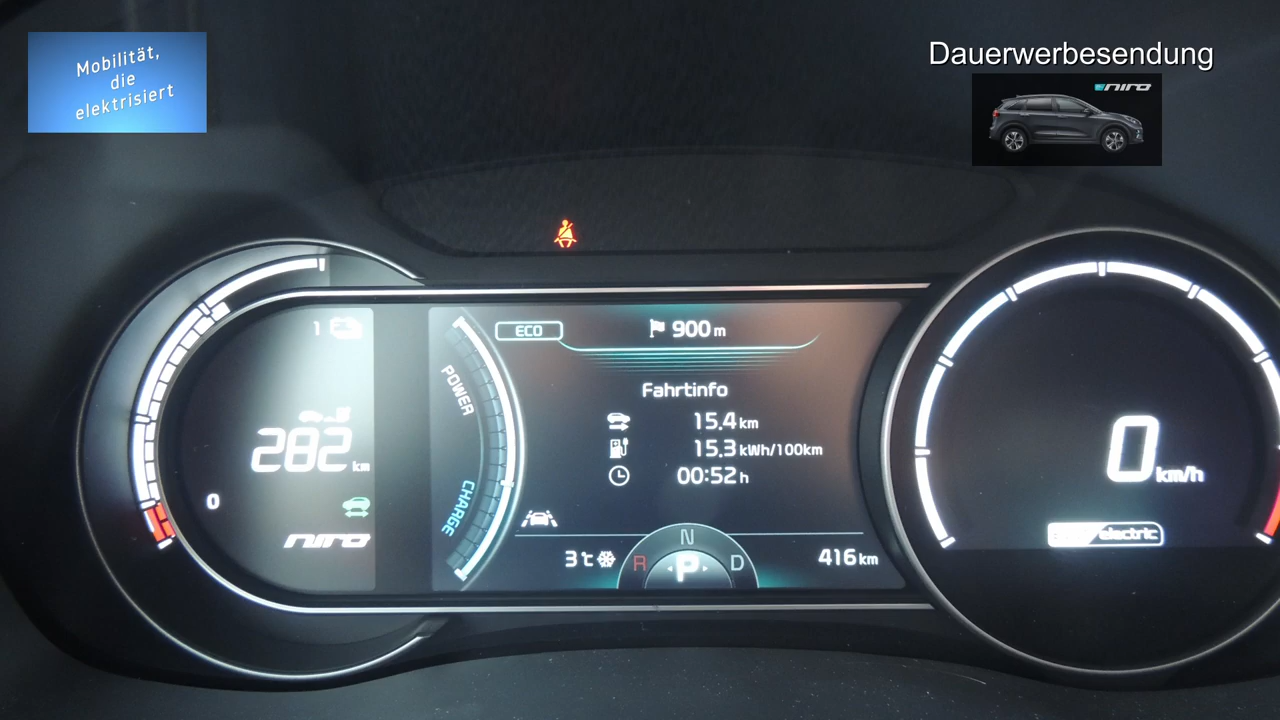 Mobilität,
die
elektrisiert
Dauerwerbesendung
e niro
1
282 km
0
niro
POWER
CHARGE
ECO
900 m
Fahrtinfo
15.4 km
15.3 kWh/100km
00:52 h
3℃
R N D
P
416 km
0 km/h
electric